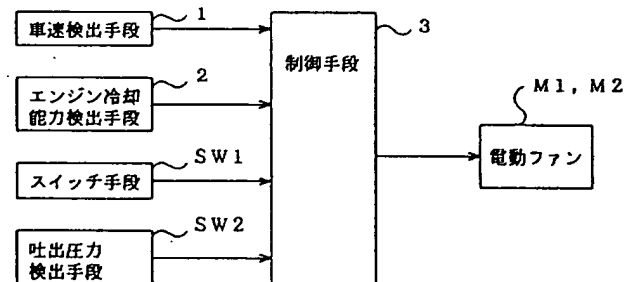 車速検出手段
1
エンジン冷却
能力検出手段
2
スイッチ手段
SW1
吐出圧力
検出手段
SW2
制御手段
3
電動ファン
M1, M2